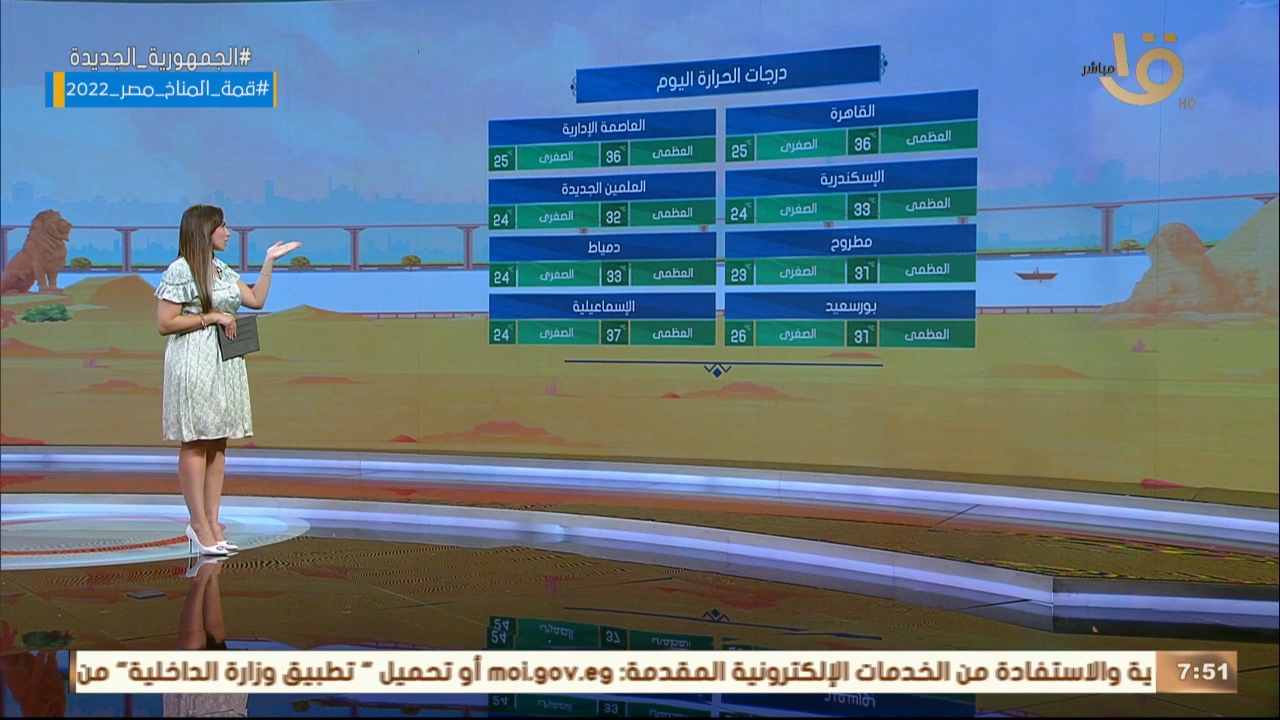 #الجمهورية_الجديدة
#قمة_المناخ_مصر_2022
مباشر
HD
درجات الحرارة اليوم
القاهرة
العظمى 36 الصغرى 25
العاصمة الإدارية
العظمى 36 الصغرى 25
الإسكندرية
العظمى 33 الصغرى 24
العلمين الجديدة
العظمى 32 الصغرى 24
مطروح
العظمى 31 الصغرى 23
دمياط
العظمى 33 الصغرى 24
بورسعيد
العظمى 31 الصغرى 26
الإسماعيلية
العظمى 37 الصغرى 24
7:51
ية والاستفادة من الخدمات الإلكترونية المقدمة: moi.gov.eg أو تحميل " تطبيق وزارة الداخلية" من